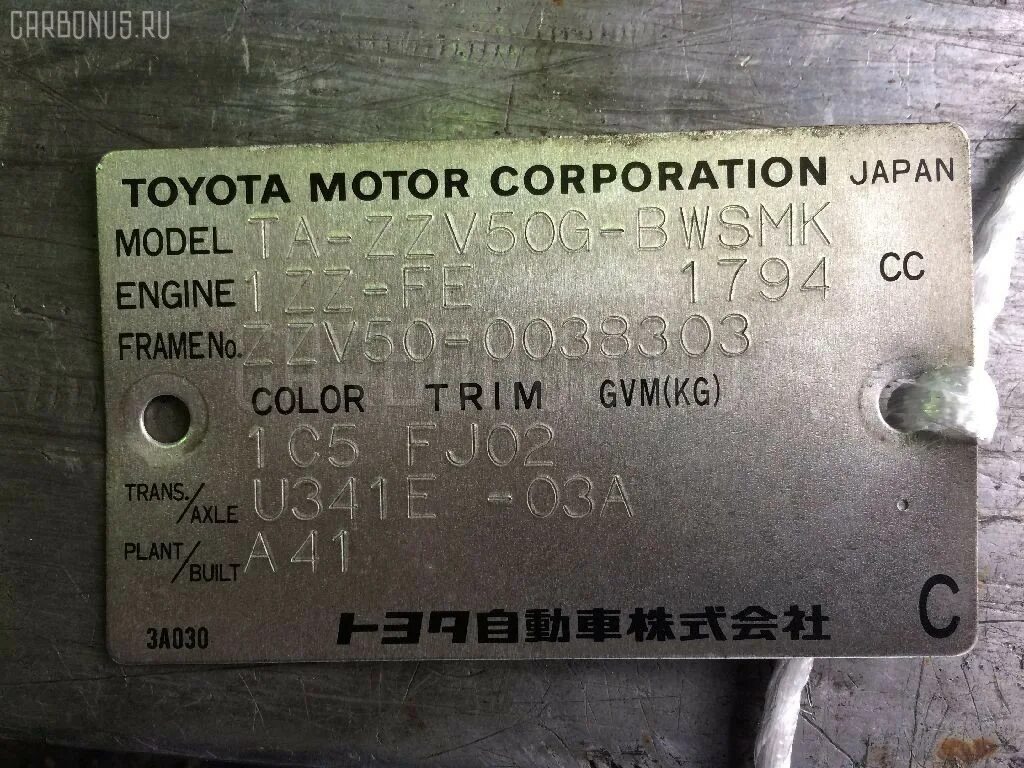 CARBONUS.RU
TOYOTA MOTOR CORPORATION JAPAN
MODEL TA-ZZV50G-BWSMK
ENGINE 1ZZ-FE 1794 CC
FRAME No. ZZV50-0038303
COLOR TRIM GVM(KG)
1C5 FJ02
TRANS./AXLE U341E -03A
PLANT/BUILT A41
3A030 トヨタ自動車株式会社 C